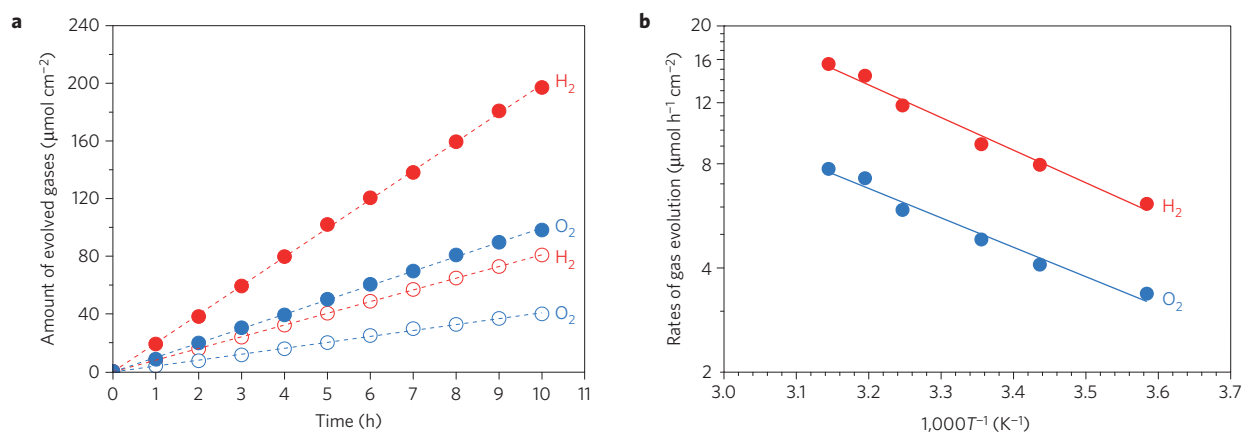 a
240
200
160
120
80
40
0
Amount of evolved gases (μmol cm⁻²)
H₂
O₂
H₂
O₂
0 1 2 3 4 5 6 7 8 9 10 11
Time (h)
b
20
16
12
8
4
2
Rates of gas evolution (μmol h⁻¹ cm⁻²)
H₂
O₂
3.0 3.1 3.2 3.3 3.4 3.5 3.6 3.7
1,000T⁻¹ (K⁻¹)